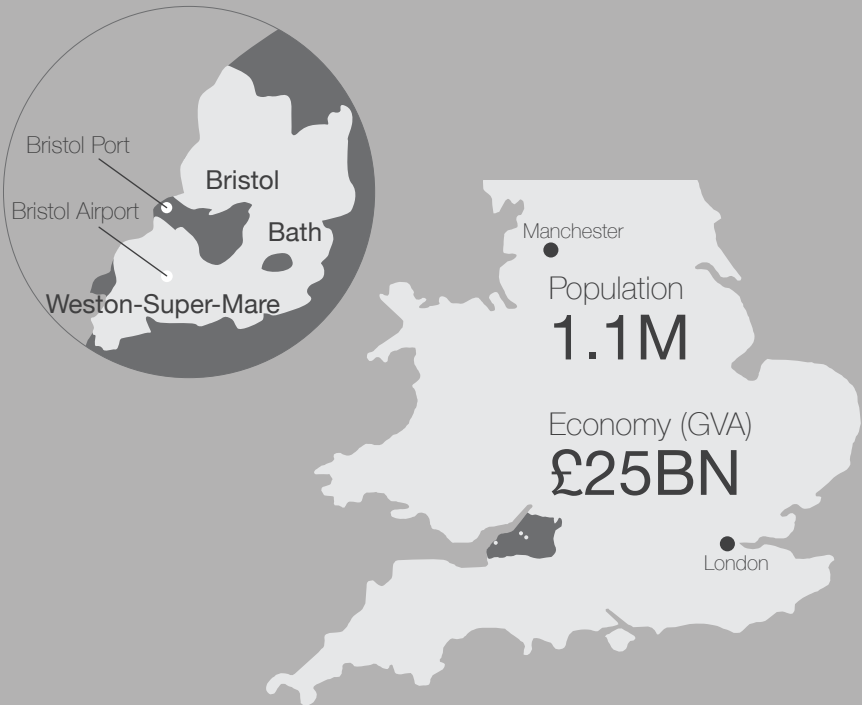 Bristol Port
Bristol
Bristol Airport
Bath
Weston-Super-Mare
Manchester
Population
1.1M
Economy (GVA)
£25BN
London